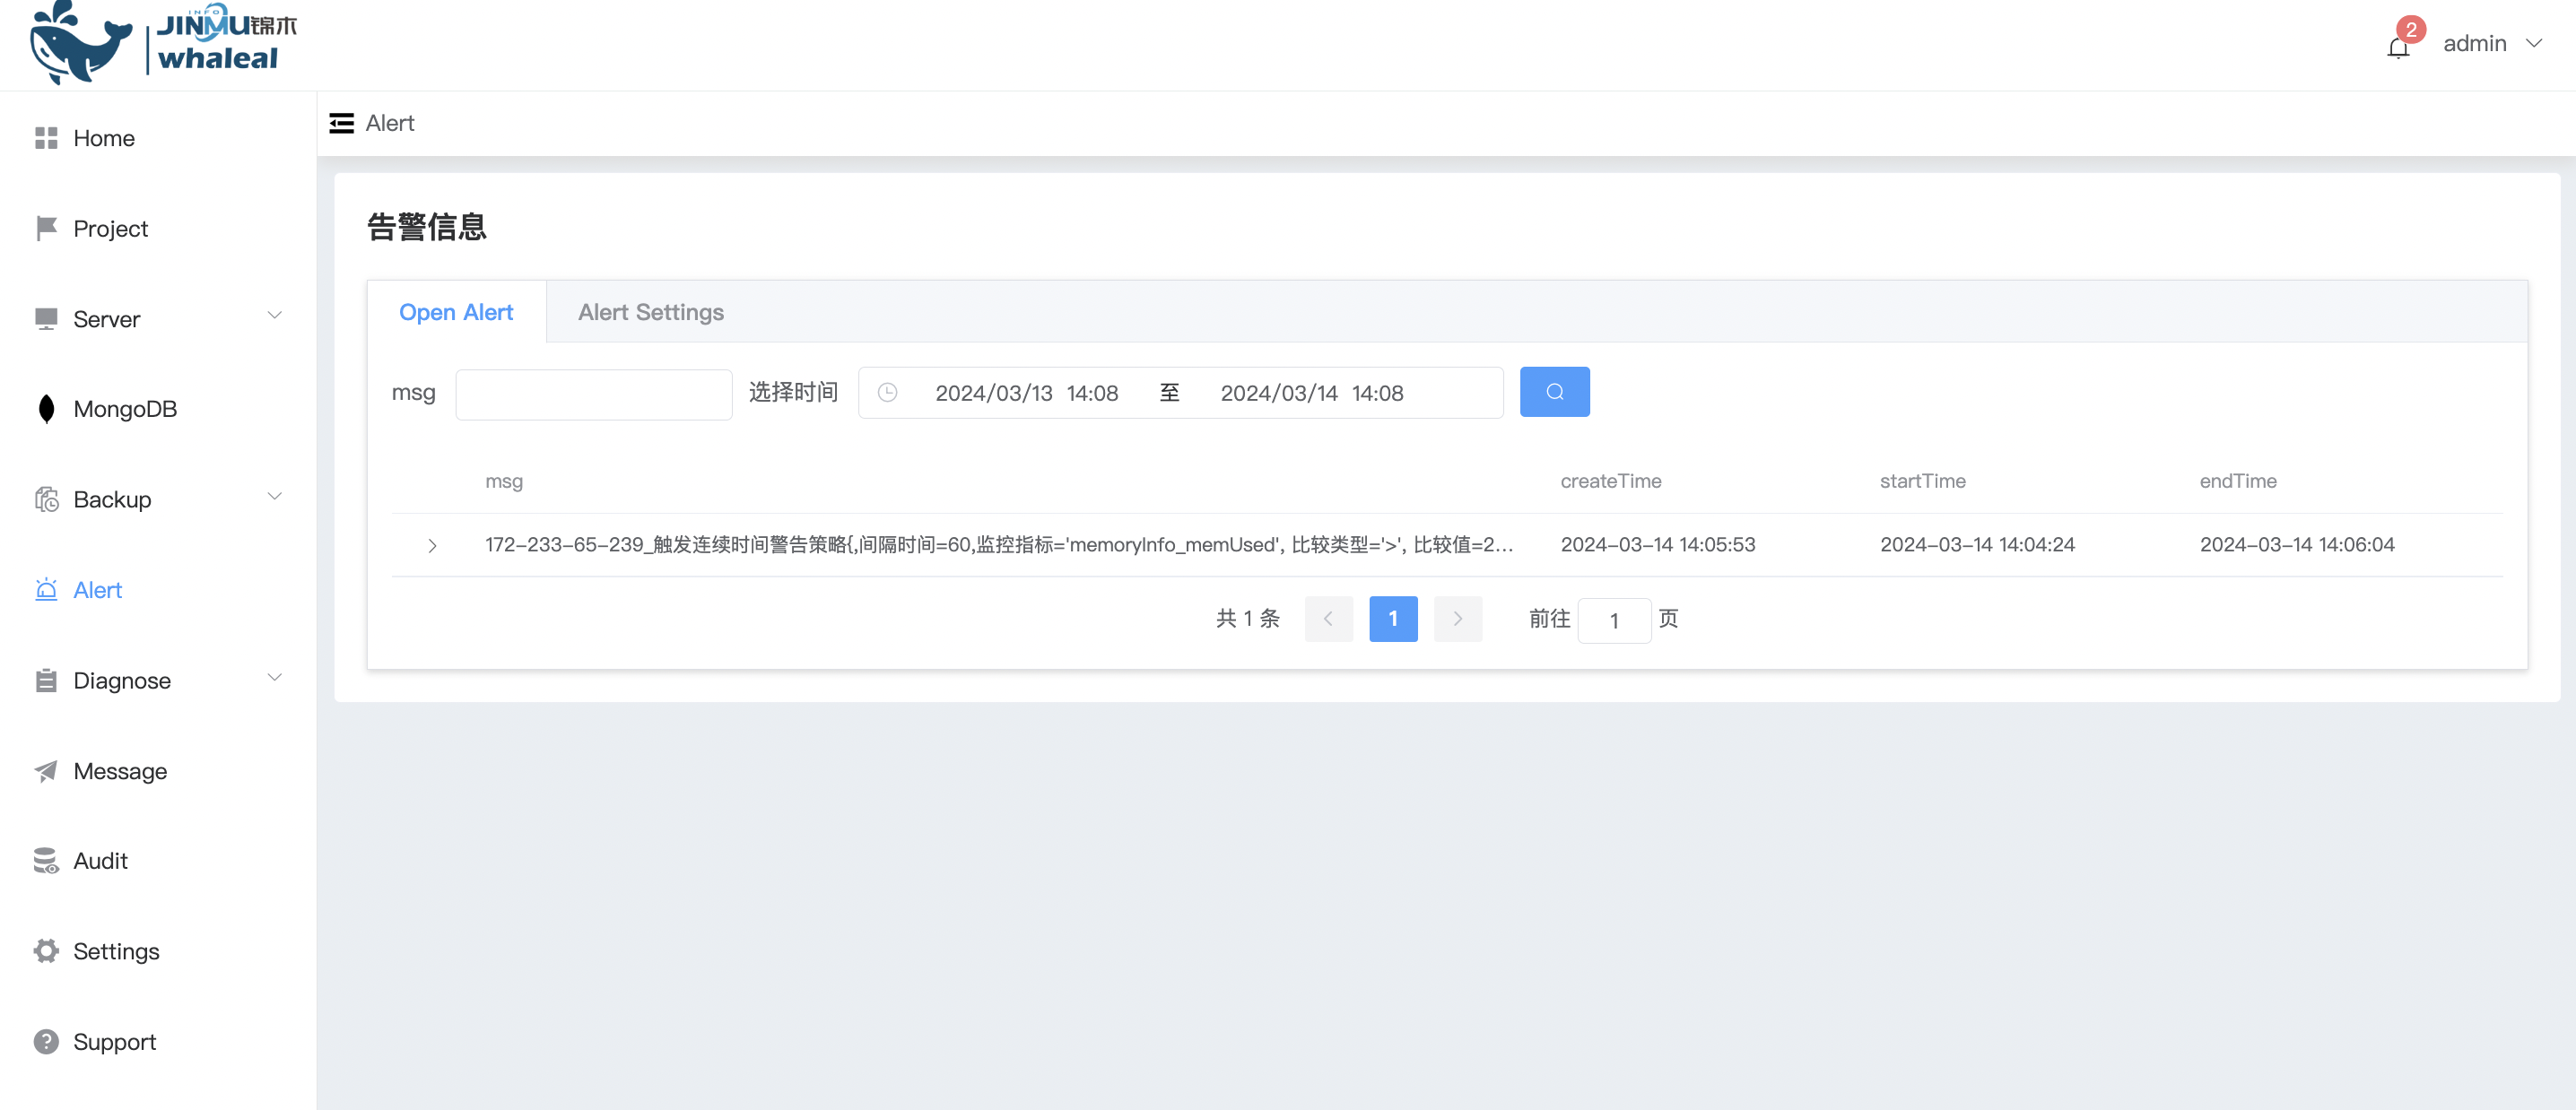 INFO
JINMU锦木
whaleal
2
admin
Alert
Home
Project
Server
MongoDB
Backup
Alert
Diagnose
Message
Audit
Settings
Support
告警信息
Open Alert
Alert Settings
msg
选择时间
2024/03/13 14:08 至 2024/03/14 14:08
msg createTime startTime endTime
172-233-65-239_触发连续时间警告策略{,间隔时间=60,监控指标='memoryInfo_memUsed', 比较类型='>', 比较值=2... 2024-03-14 14:05:53 2024-03-14 14:04:24 2024-03-14 14:06:04
共 1 条 1 前往 1 页